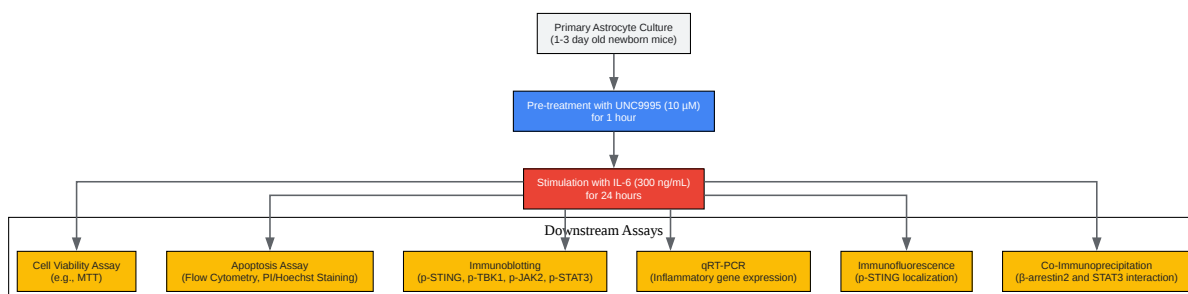 Primary Astrocyte Culture
(1-3 day old newborn mice)
Pre-treatment with UNC9995 (10 µM)
for 1 hour
Stimulation with IL-6 (300 ng/mL)
for 24 hours
Downstream Assays
Cell Viability Assay
(e.g., MTT)
Apoptosis Assay
(Flow Cytometry, PI/Hoechst Staining)
Immunoblotting
(p-STING, p-TBK1, p-JAK2, p-STAT3)
qRT-PCR
(Inflammatory gene expression)
Immunofluorescence
(p-STING localization)
Co-Immunoprecipitation
(β-arrestin2 and STAT3 interaction)